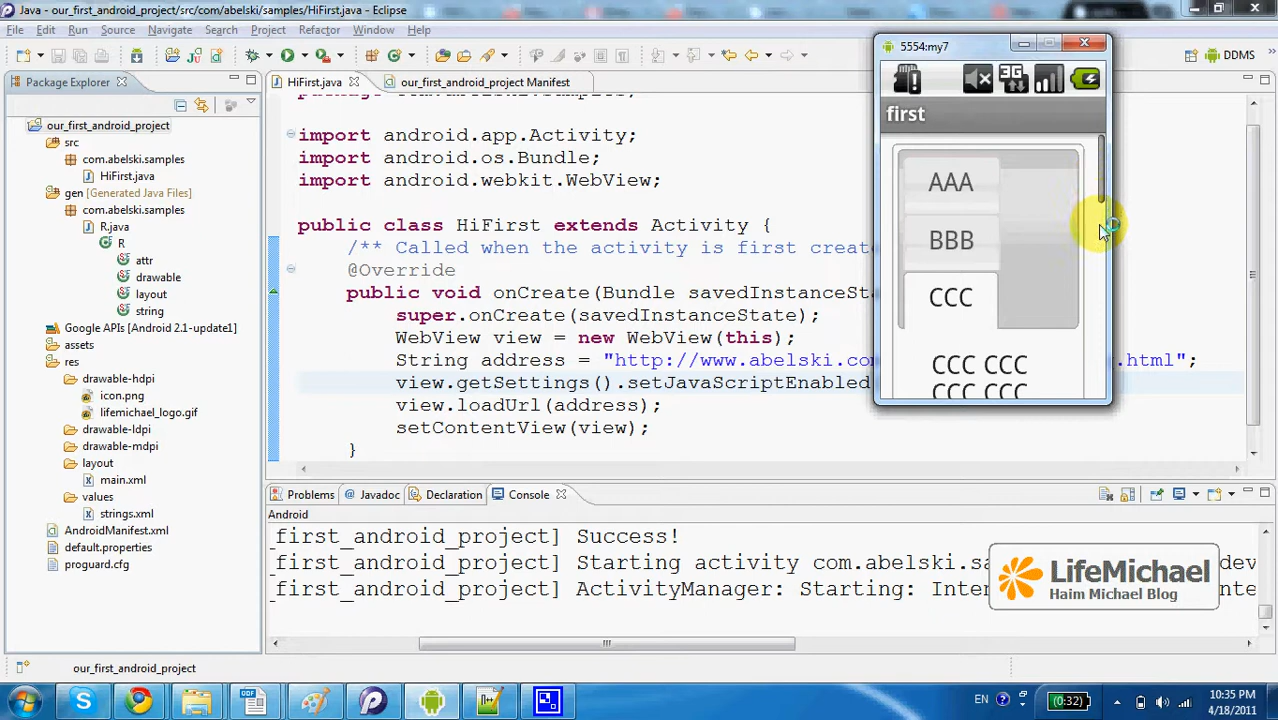 Java - our_first_android_project/src/com/abelski/samples/HiFirst.java - Eclipse
File Edit Run Source Navigate Search Project Refactor Window Help
DDMS
Package Explorer
HiFirst.java
our_first_android_project Manifest
our_first_android_project
src
com.abelski.samples
HiFirst.java
gen [Generated Java Files]
com.abelski.samples
R.java
R
attr
drawable
layout
string
Google APIs [Android 2.1-update1]
assets
res
drawable-hdpi
icon.png
lifemichael_logo.gif
drawable-ldpi
drawable-mdpi
layout
main.xml
values
strings.xml
AndroidManifest.xml
default.properties
proguard.cfg
import android.app.Activity;
import android.os.Bundle;
import android.webkit.WebView;
public class HiFirst extends Activity {
/** Called when the activity is first creat
@Override
public void onCreate(Bundle savedInstanceSta
super.onCreate(savedInstanceState);
WebView view = new WebView(this);
String address = "http://www.abelski.co .html";
view.getSettings().setJavaScriptEnabled
view.loadUrl(address);
setContentView(view);
}
5554:my7
3G
first
AAA
BBB
CCC
CCC CCC
CCC CCC
Problems @ Javadoc Declaration Console
Android
_first_android_project] Success!
_first_android_project] Starting activity com.abelski.sa dev
_first_android_project] ActivityManager: Starting: Inter nte
LifeMichael
Haim Michael Blog
our_first_android_project
EN
(0:32)
10:35 PM
4/18/2011